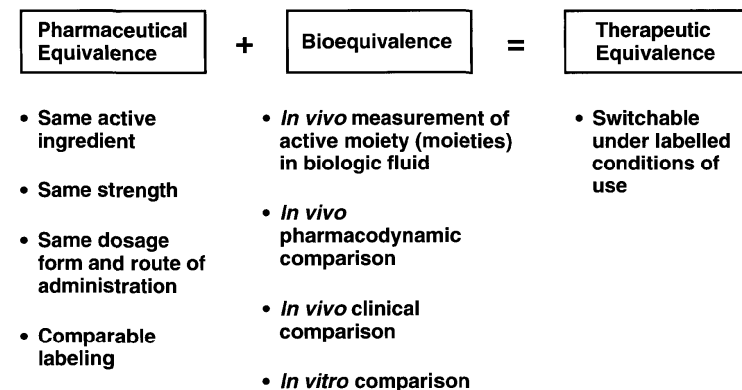 Pharmaceutical
Equivalence
+
Bioequivalence
=
Therapeutic
Equivalence
• Same active
ingredient
• Same strength
• Same dosage
form and route of
administration
• Comparable
labeling
• In vivo measurement of
active moiety (moieties)
in biologic fluid
• In vivo
pharmacodynamic
comparison
• In vivo clinical
comparison
• In vitro comparison
• Switchable
under labelled
conditions of
use